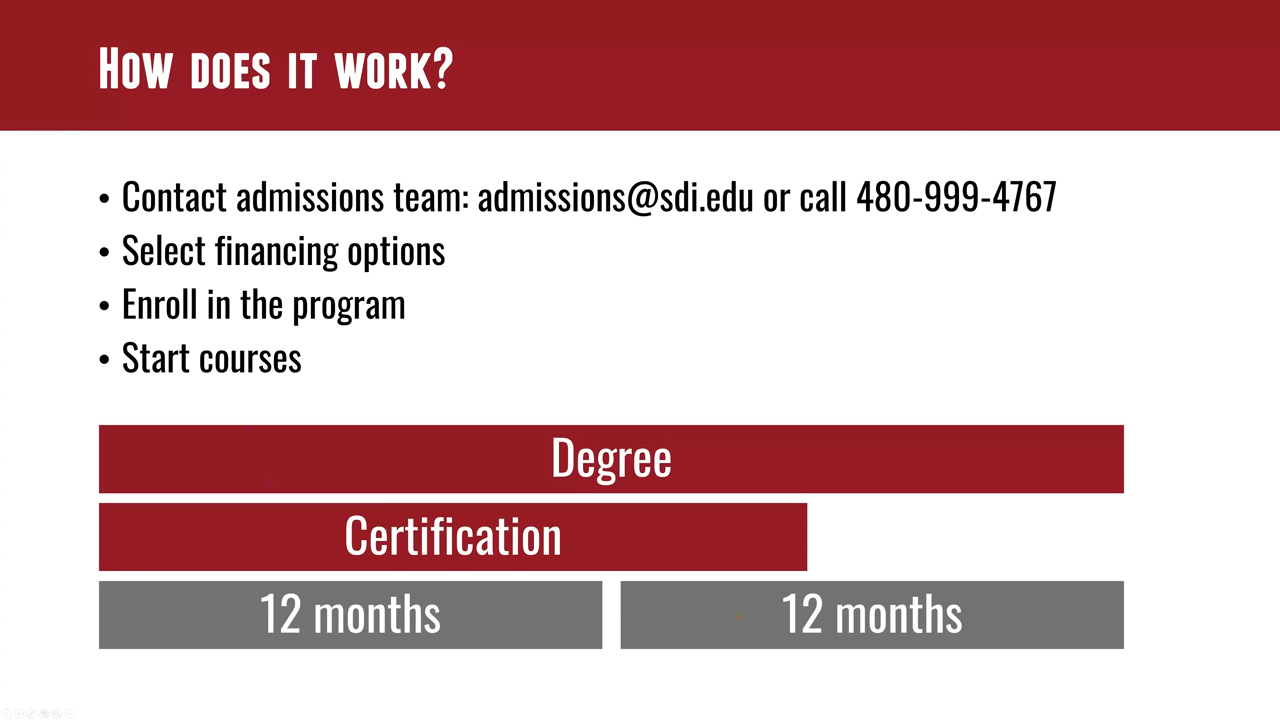 How does it work?
• Contact admissions team: admissions@sdi.edu or call 480-999-4767
• Select financing options
• Enroll in the program
• Start courses
Degree
Certification
12 months 12 months